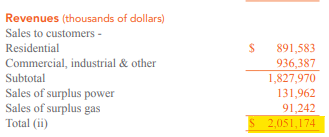 Revenues (thousands of dollars)
Sales to customers -
Residential $ 891,583
Commercial, industrial & other 936,387
Subtotal 1,827,970
Sales of surplus power 131,962
Sales of surplus gas 91,242
Total (ii) $ 2,051,174